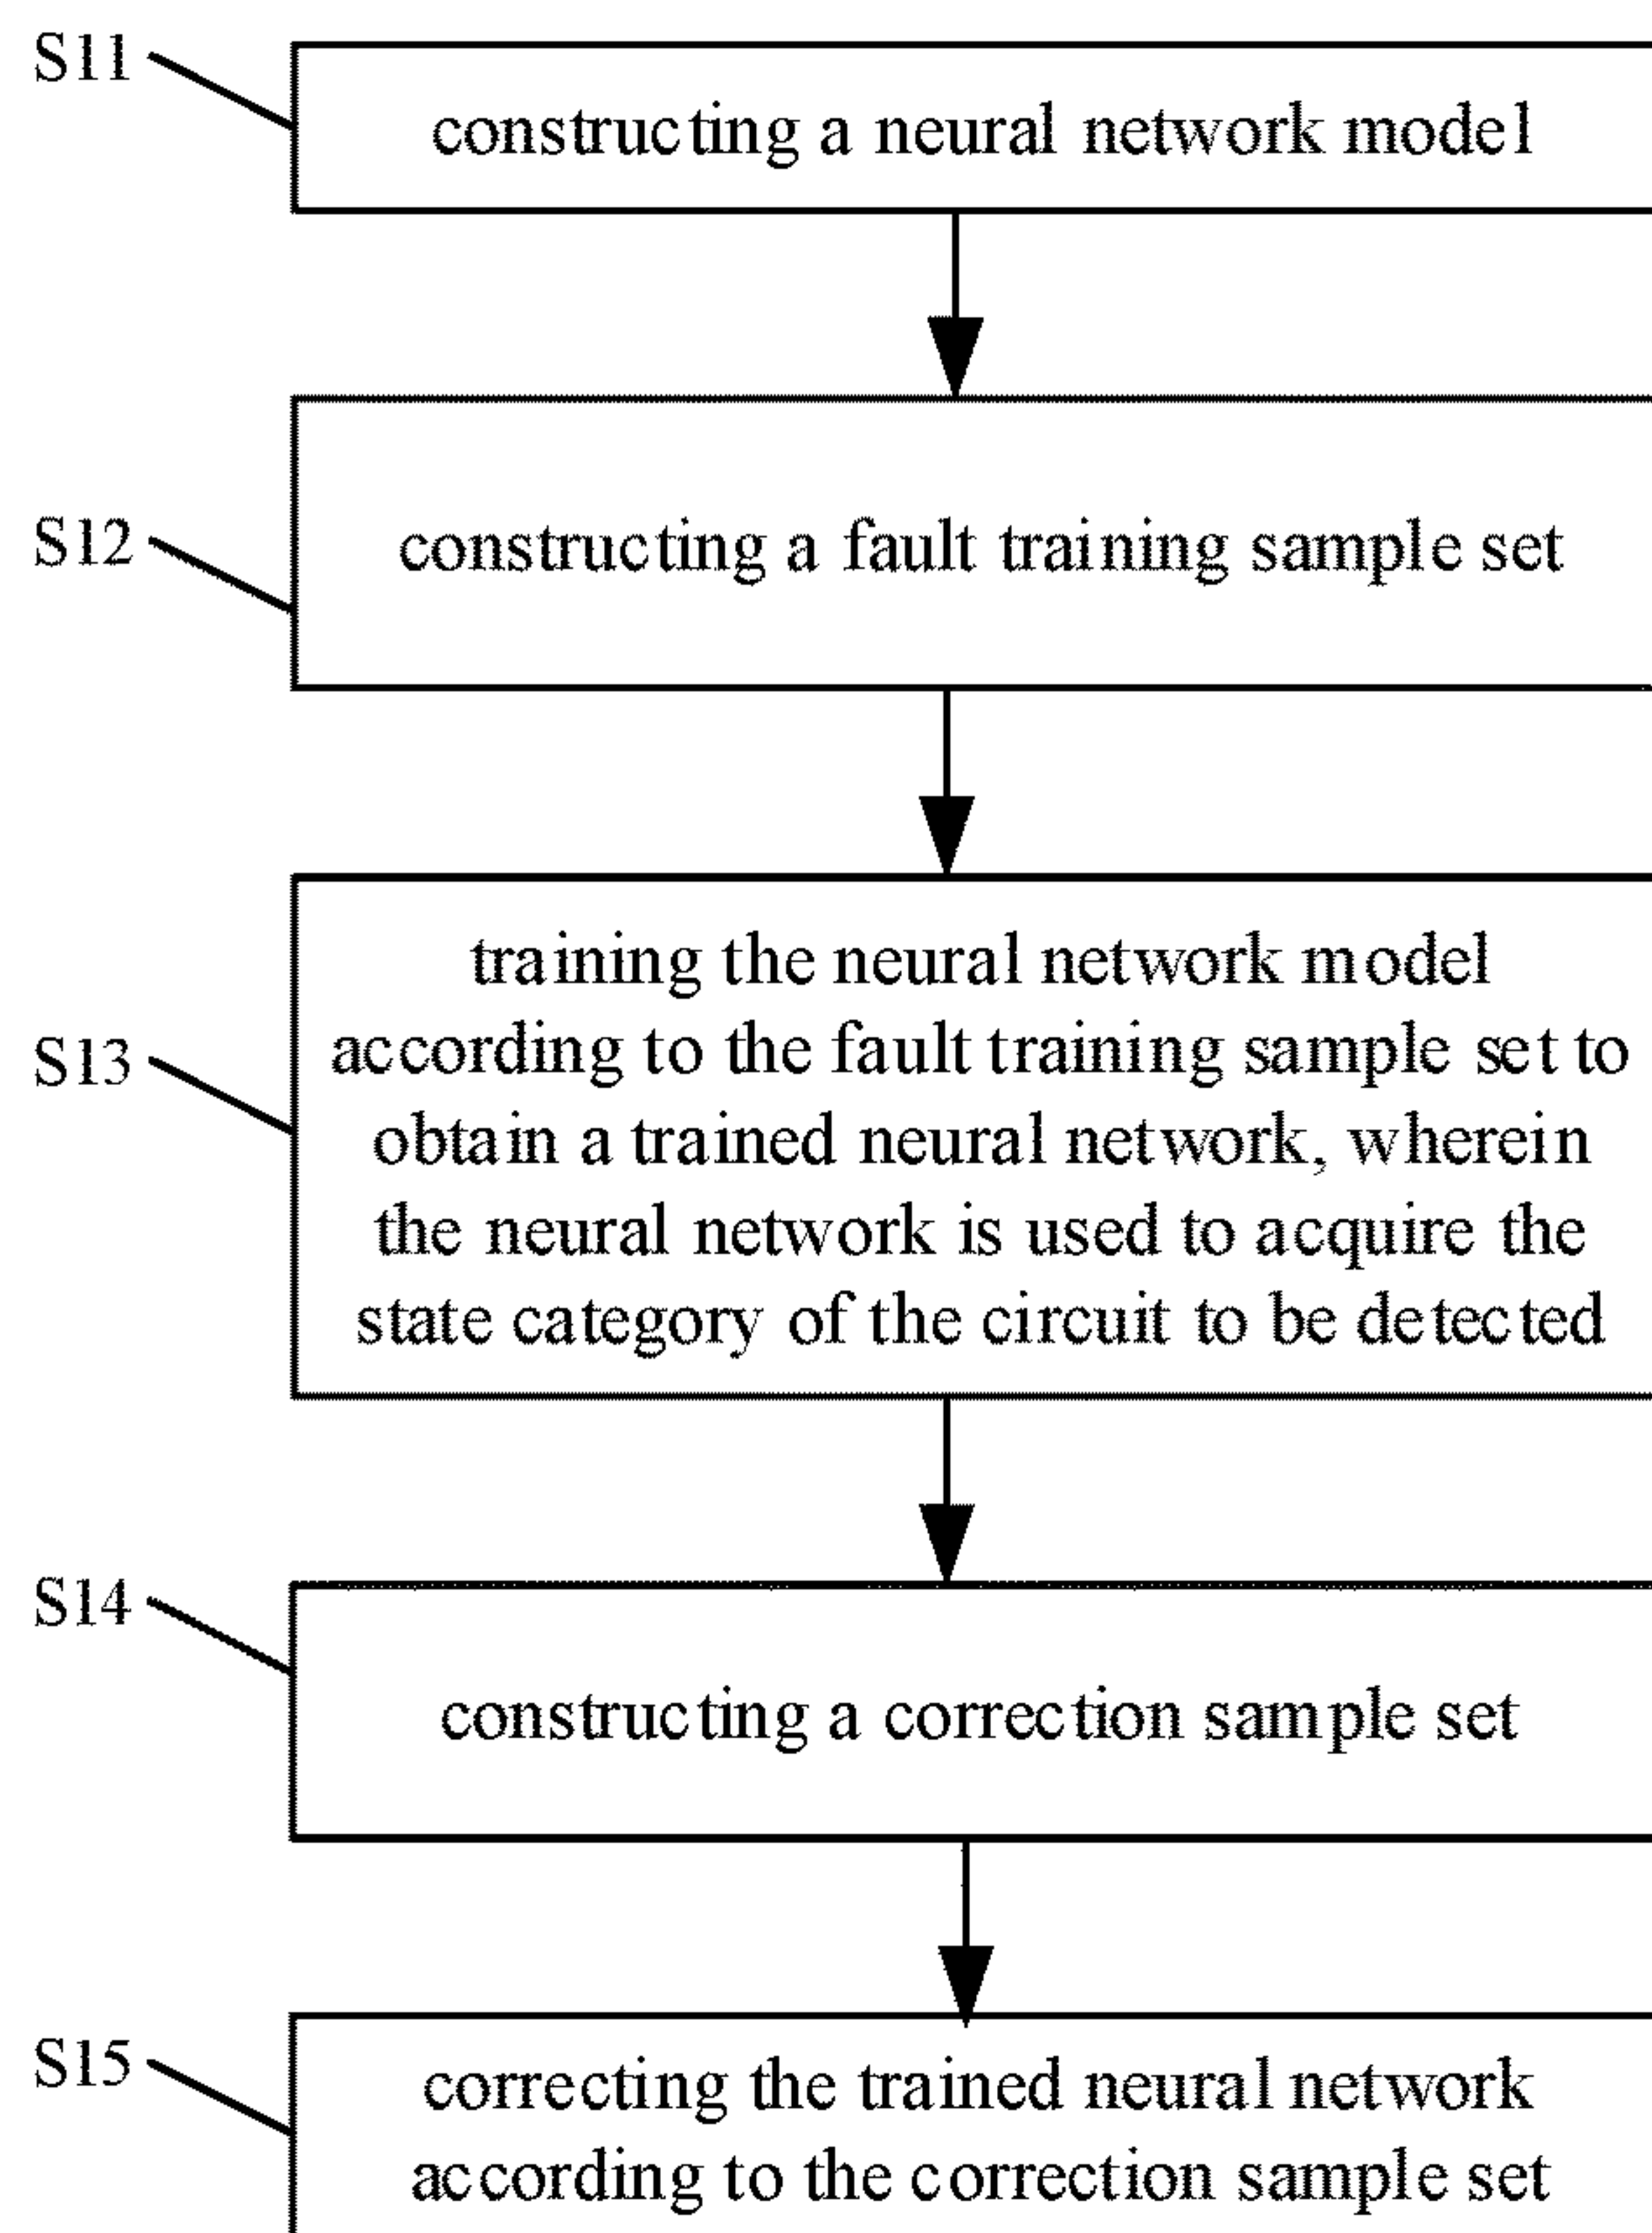 S11
constructing a neural network model
S12
constructing a fault training sample set
S13
training the neural network model
according to the fault training sample set to
obtain a trained neural network, wherein
the neural network is used to acquire the
state category of the circuit to be detected
S14
constructing a correction sample set
S15
correcting the trained neural network
according to the correction sample set